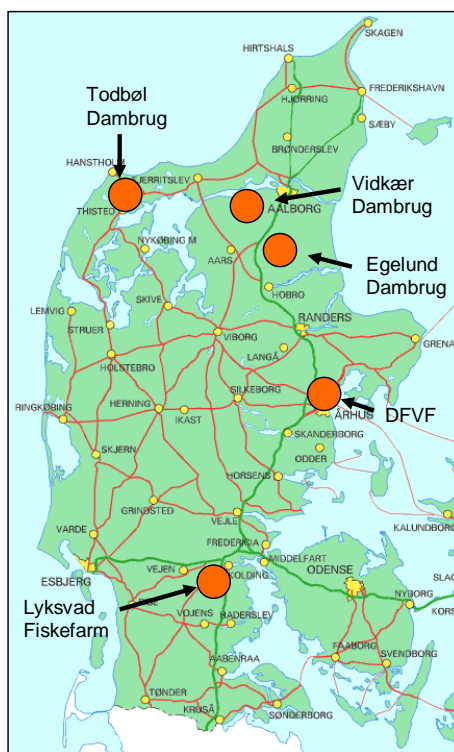 SKAGEN
HIRTSHALS
Todbøl
Dambrug
HJØRRING
FREDERIKSHAVN
SÆBY
BRØNDERSLEV
HANSTHOLM
FJERRITSLEV
Vidkær
Dambrug
THISTED
AALBORG
NYKØBING M
AARS
Egelund
Dambrug
HOBRO
LEMVIG
SKIVE
STRUER
RANDERS
VIBORG
GRENA
LANGÅ
HOLSTEBRO
SILKEBORG
RINGKØBING
HERNING
IKAST
ÅRHUS
DFVF
SKANDERBORG
SKJERN
ODDER
HORSENS
GRINDSTED
KALUNDBORG
VEJLE
VARDE
FREDERICIA
MIDDELFART
VEJEN
ESBJERG
KOLDING
ODENSE
SLAG
NYBORG
KORS
Lyksvad
Fiskefarm
VOJENS
HADERSLEV
FAABORG
SVENDBORG
AABENRAA
TØNDER
KRUSÅ
SØNDERBORG